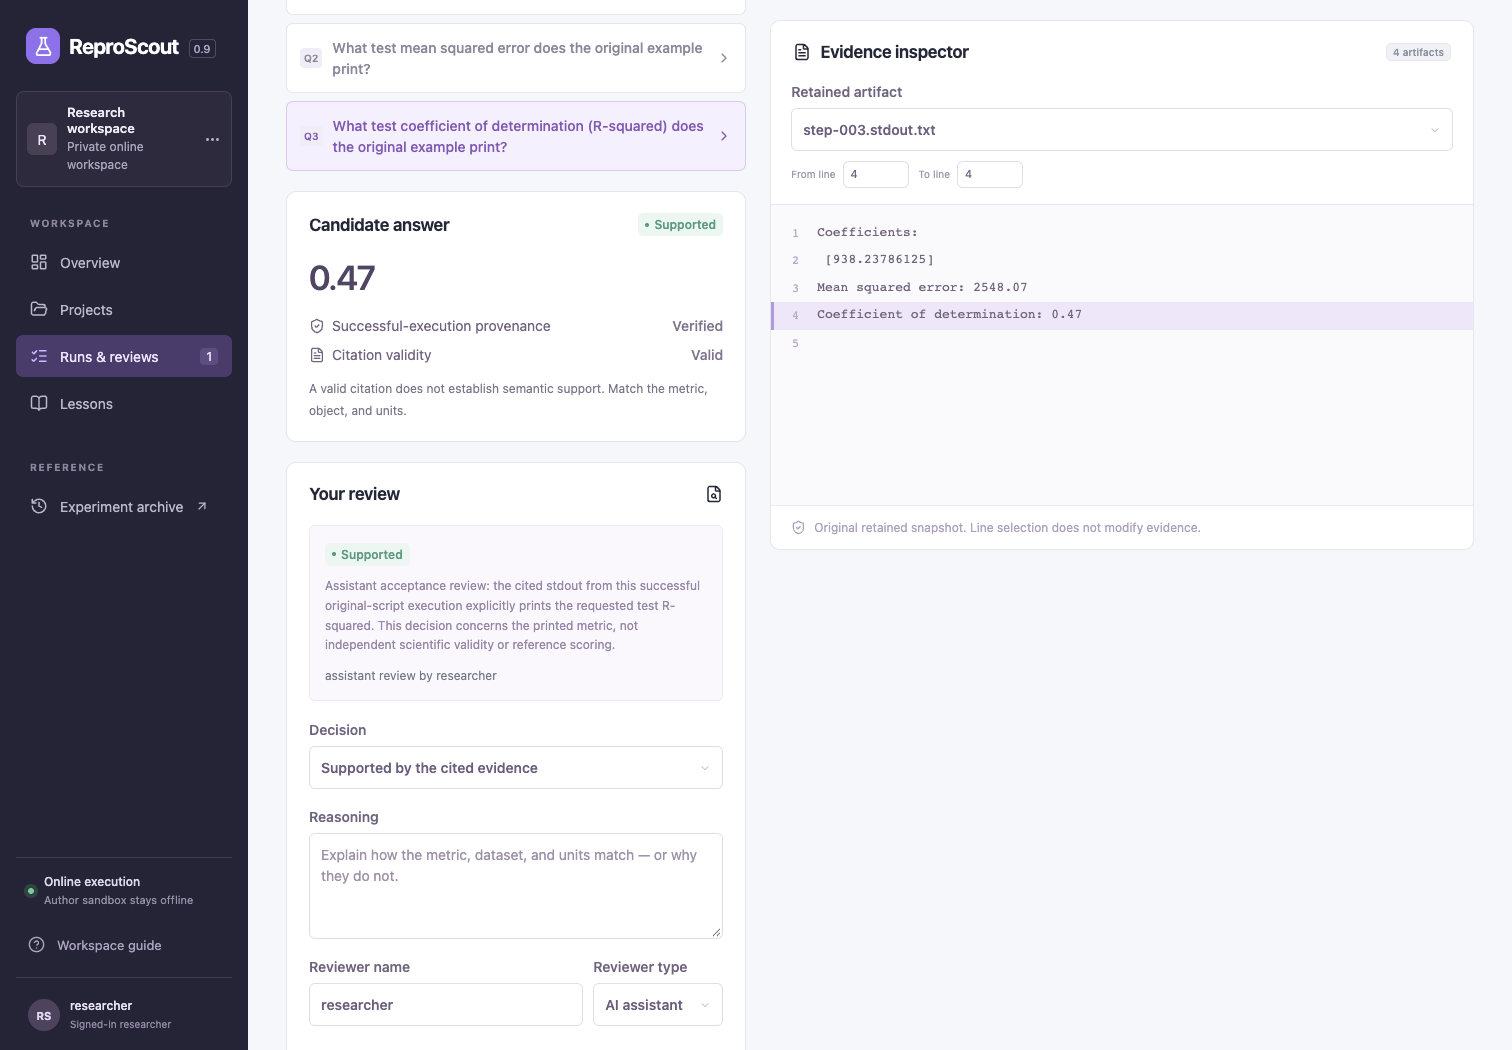 ReproScout 0.9
R
Research
workspace
Private online
workspace
WORKSPACE
Overview
Projects
Runs & reviews 1
Lessons
REFERENCE
Experiment archive
Online execution
Author sandbox stays offline
Workspace guide
RS
researcher
Signed-in researcher
Q2
What test mean squared error does the original example
print?
Q3
What test coefficient of determination (R-squared) does
the original example print?
Candidate answer
Supported
0.47
Successful-execution provenance Verified
Citation validity Valid
A valid citation does not establish semantic support. Match the metric,
object, and units.
Your review
Supported
Assistant acceptance review: the cited stdout from this successful
original-script execution explicitly prints the requested test R-
squared. This decision concerns the printed metric, not
independent scientific validity or reference scoring.
assistant review by researcher
Decision
Supported by the cited evidence
Reasoning
Explain how the metric, dataset, and units match — or why
they do not.
Reviewer name Reviewer type
researcher AI assistant
Evidence inspector
4 artifacts
Retained artifact
step-003.stdout.txt
From line 4 To line 4
1 Coefficients:
2 [938.23786125]
3 Mean squared error: 2548.07
4 Coefficient of determination: 0.47
5
Original retained snapshot. Line selection does not modify evidence.